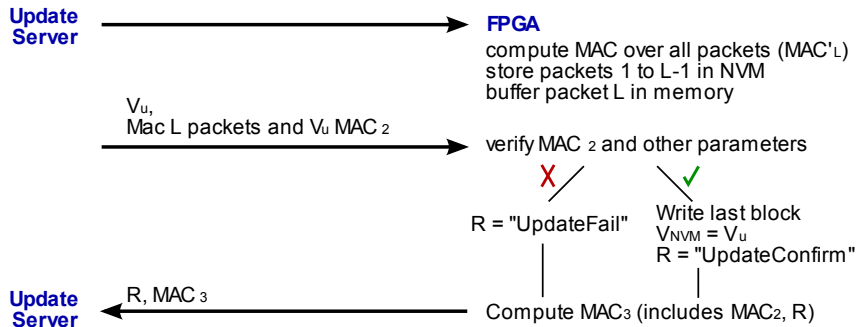 Update
Server
FPGA
compute MAC over all packets (MAC'L)
store packets 1 to L-1 in NVM
buffer packet L in memory
Vu,
Mac L packets and Vu MAC 2
verify MAC 2 and other parameters
✗
✓
R = "UpdateFail"
Write last block
VNVM = Vu
R = "UpdateConfirm"
Update
Server
R, MAC 3
Compute MAC3 (includes MAC2, R)